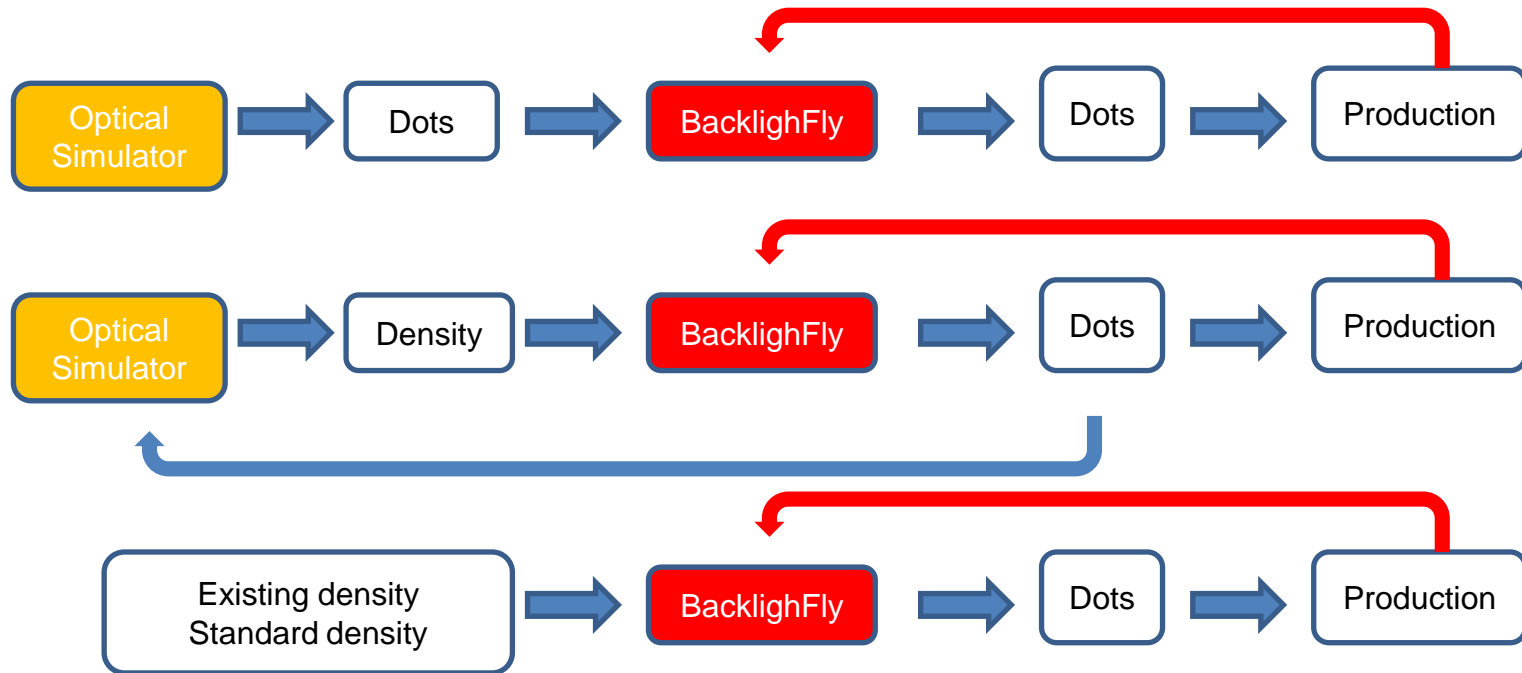 Optical
Simulator
Dots
BacklighFly
Dots
Production
Optical
Simulator
Density
BacklighFly
Dots
Production
Existing density
Standard density
BacklighFly
Dots
Production